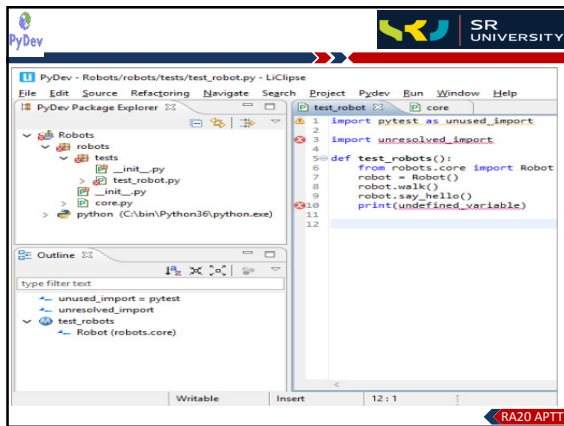 PyDev
SR
UNIVERSITY
PyDev - Robots/robots/tests/test_robot.py - LiClipse
File Edit Source Refactoring Navigate Search Project Pydev Run Window Help
PyDev Package Explorer
Robots
robots
tests
__init__.py
test_robot.py
__init__.py
core.py
python (C:\bin\Python36\python.exe)
Outline
type filter text
unused_import = pytest
unresolved_import
test_robots
Robot (robots.core)
test_robot core
1 import pytest as unused_import
2
3 import unresolved_import
4
5 def test_robots():
6 from robots.core import Robot
7 robot = Robot()
8 robot.walk()
9 robot.say_hello()
10 print(undefined_variable)
11
12
Writable Insert 12 : 1
RA20 APTT